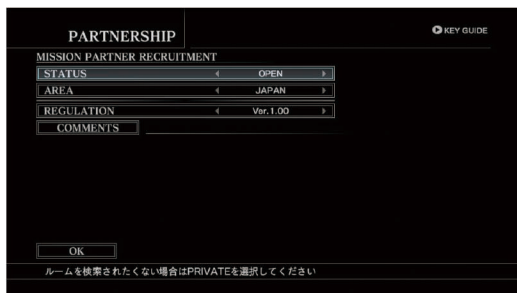 PARTNERSHIP
KEY GUIDE
MISSION PARTNER RECRUITMENT
STATUS OPEN
AREA JAPAN
REGULATION Ver.1.00
COMMENTS
OK
ルームを検索されたくない場合はPRIVATEを選択してください